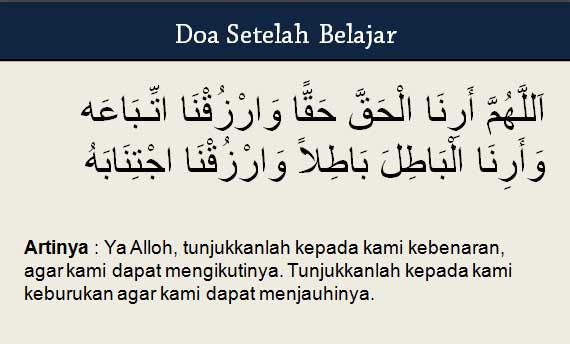 Doa Setelah Belajar
اَللَّهُمَّ أَرِنَا الْحَقَّ حَقًّا وَارْزُقْنَا اتِّـبَاعَه
وَأَرِنَا الْبَاطِلَ بَاطِلاً وَارْزُقْنَا اجْتِنَابَهُ
Artinya : Ya Alloh, tunjukkanlah kepada kami kebenaran,
agar kami dapat mengikutinya. Tunjukkanlah kepada kami
keburukan agar kami dapat menjauhinya.